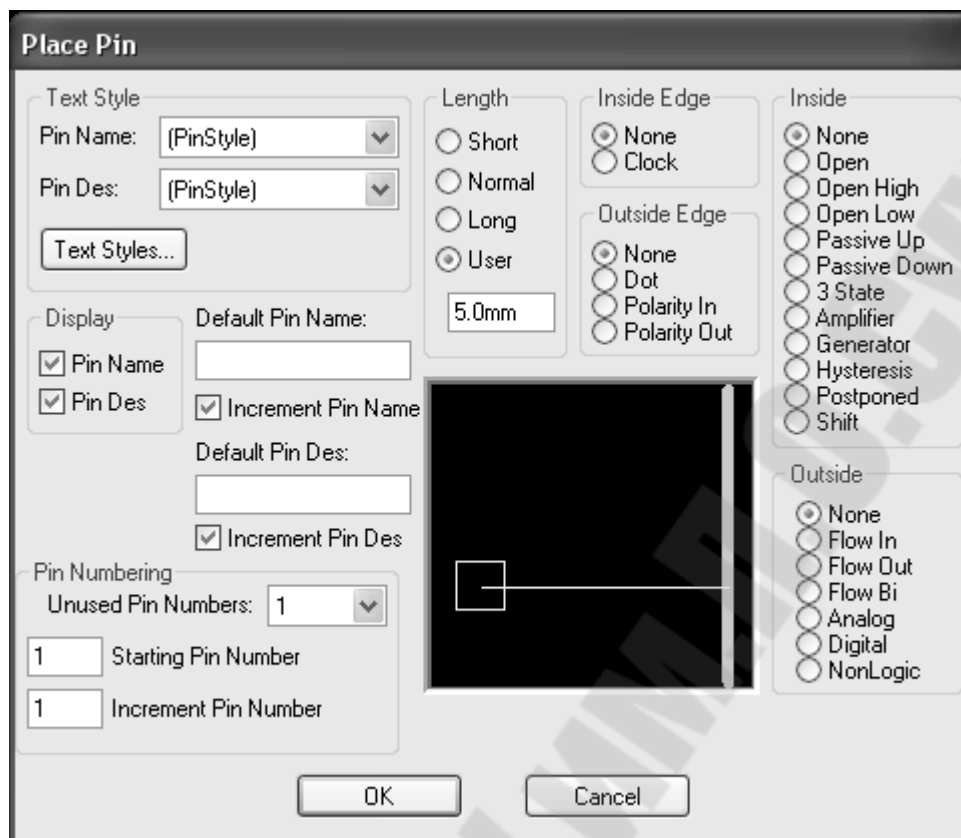 Place Pin
Text Style
Pin Name: (PinStyle)
Pin Des: (PinStyle)
Text Styles...
Length
Short
Normal
Long
User
5.0mm
Inside Edge
None
Clock
Outside Edge
None
Dot
Polarity In
Polarity Out
Inside
None
Open
Open High
Open Low
Passive Up
Passive Down
3 State
Amplifier
Generator
Hysteresis
Postponed
Shift
Display
Pin Name
Pin Des
Default Pin Name:
Increment Pin Name
Default Pin Des:
Increment Pin Des
Outside
None
Flow In
Flow Out
Flow Bi
Analog
Digital
NonLogic
Pin Numbering
Unused Pin Numbers: 1
1 Starting Pin Number
1 Increment Pin Number
OK
Cancel